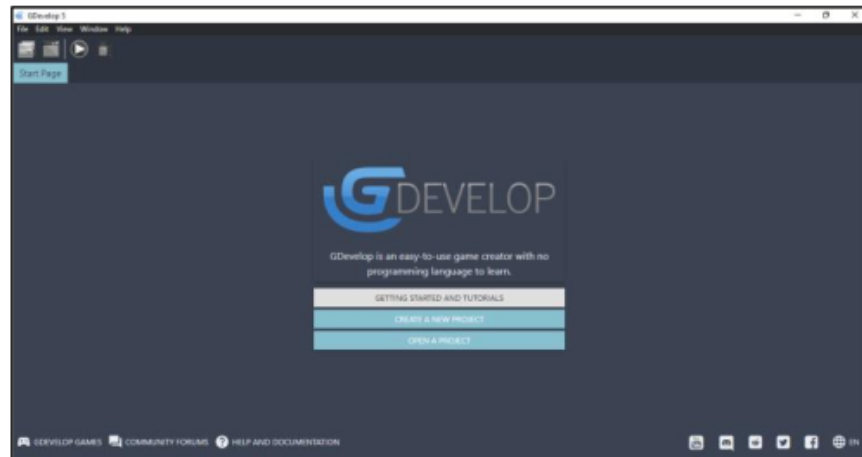 GDevelop 5
File Edit View Window Help
Start Page
GDEVELOP
GDevelop is an easy-to-use game creator with no
programming language to learn.
GETTING STARTED AND TUTORIALS
CREATE A NEW PROJECT
OPEN A PROJECT
GDEVELOP GAMES COMMUNITY FORUMS HELP AND DOCUMENTATION
EN